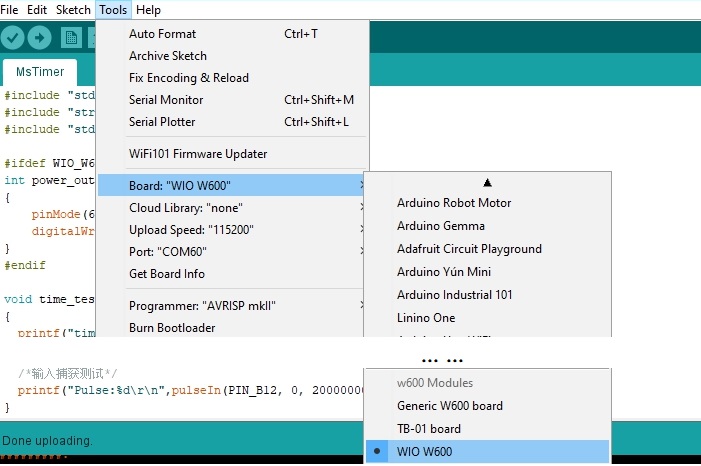 File Edit Sketch Tools Help
MsTimer
Auto Format Ctrl+T
Archive Sketch
Fix Encoding & Reload
Serial Monitor Ctrl+Shift+M
Serial Plotter Ctrl+Shift+L
WiFi101 Firmware Updater
Board: "WIO W600"
Cloud Library: "none"
Upload Speed: "115200"
Port: "COM60"
Get Board Info
Programmer: "AVRISP mkII"
Burn Bootloader
Arduino Robot Motor
Arduino Gemma
Adafruit Circuit Playground
Arduino Yún Mini
Arduino Industrial 101
Linino One
... ...
w600 Modules
Generic W600 board
TB-01 board
WIO W600
#include "std
#include "str
#include "std
#ifdef WIO_W6
int power_out
{
pinMode(6
digitalWr
}
#endif
void time_tes
{
printf("tim
/*输入捕获测试*/
printf("Pulse:%d\r\n",pulseIn(PIN_B12, 0, 20000000
}
Done uploading.